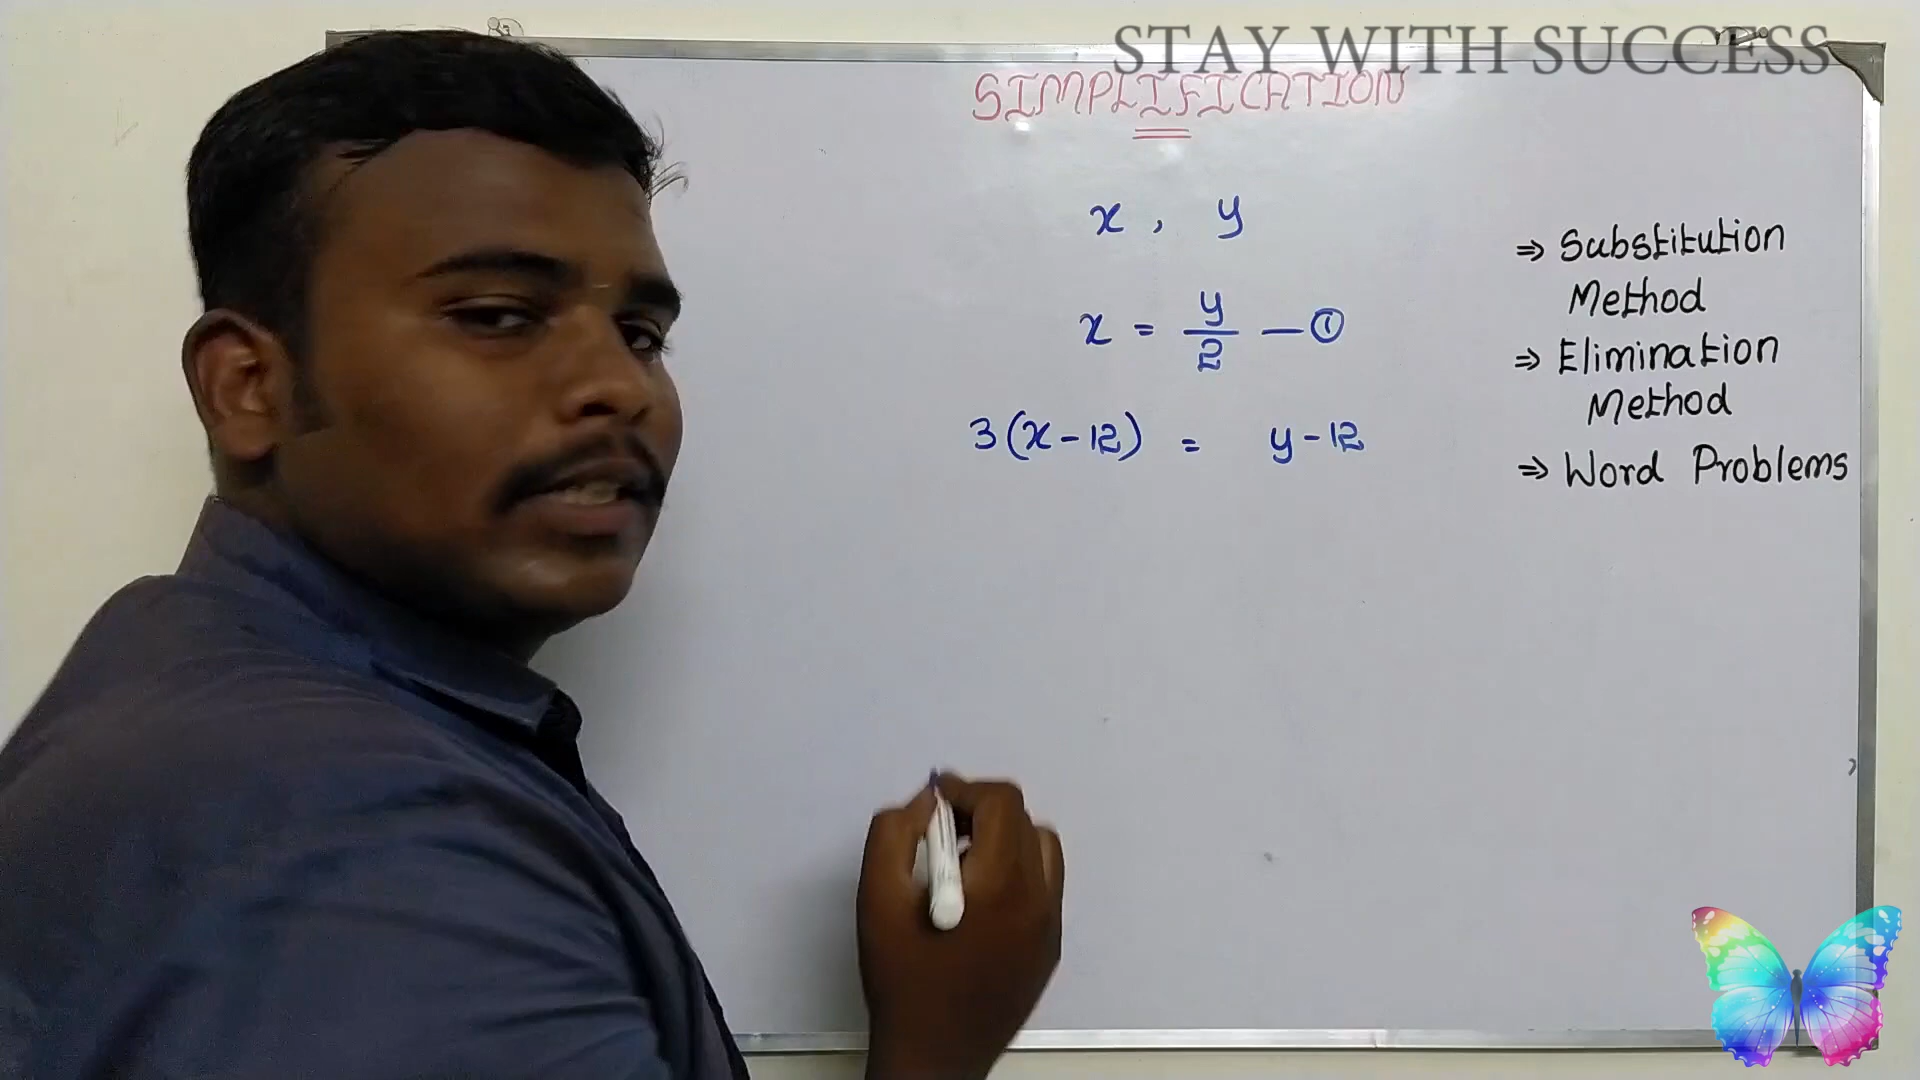 STAY WITH SUCCESS
SIMPLIFICATION
x , y
x = y/2 — ①
3(x-12) = y-12
⇒ Substitution
Method
⇒ Elimination
Method
⇒ Word Problems